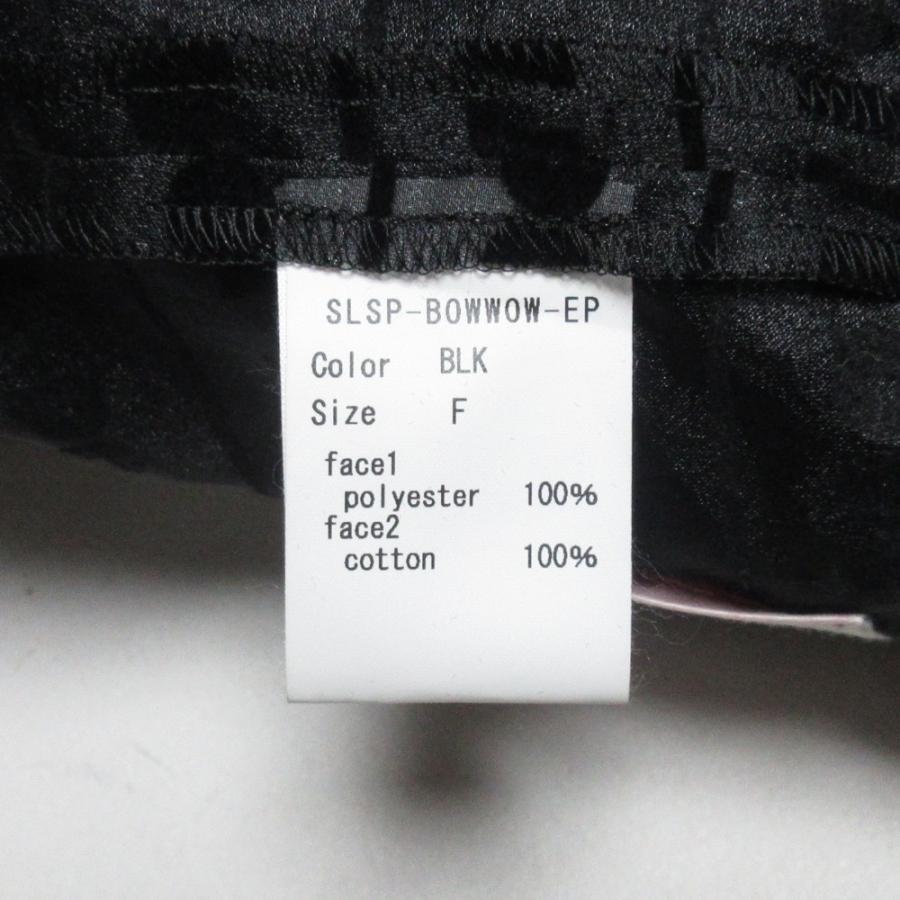 SLSP-BOWWOW-EP
Color BLK
Size F
face1
polyester 100%
face2
cotton 100%